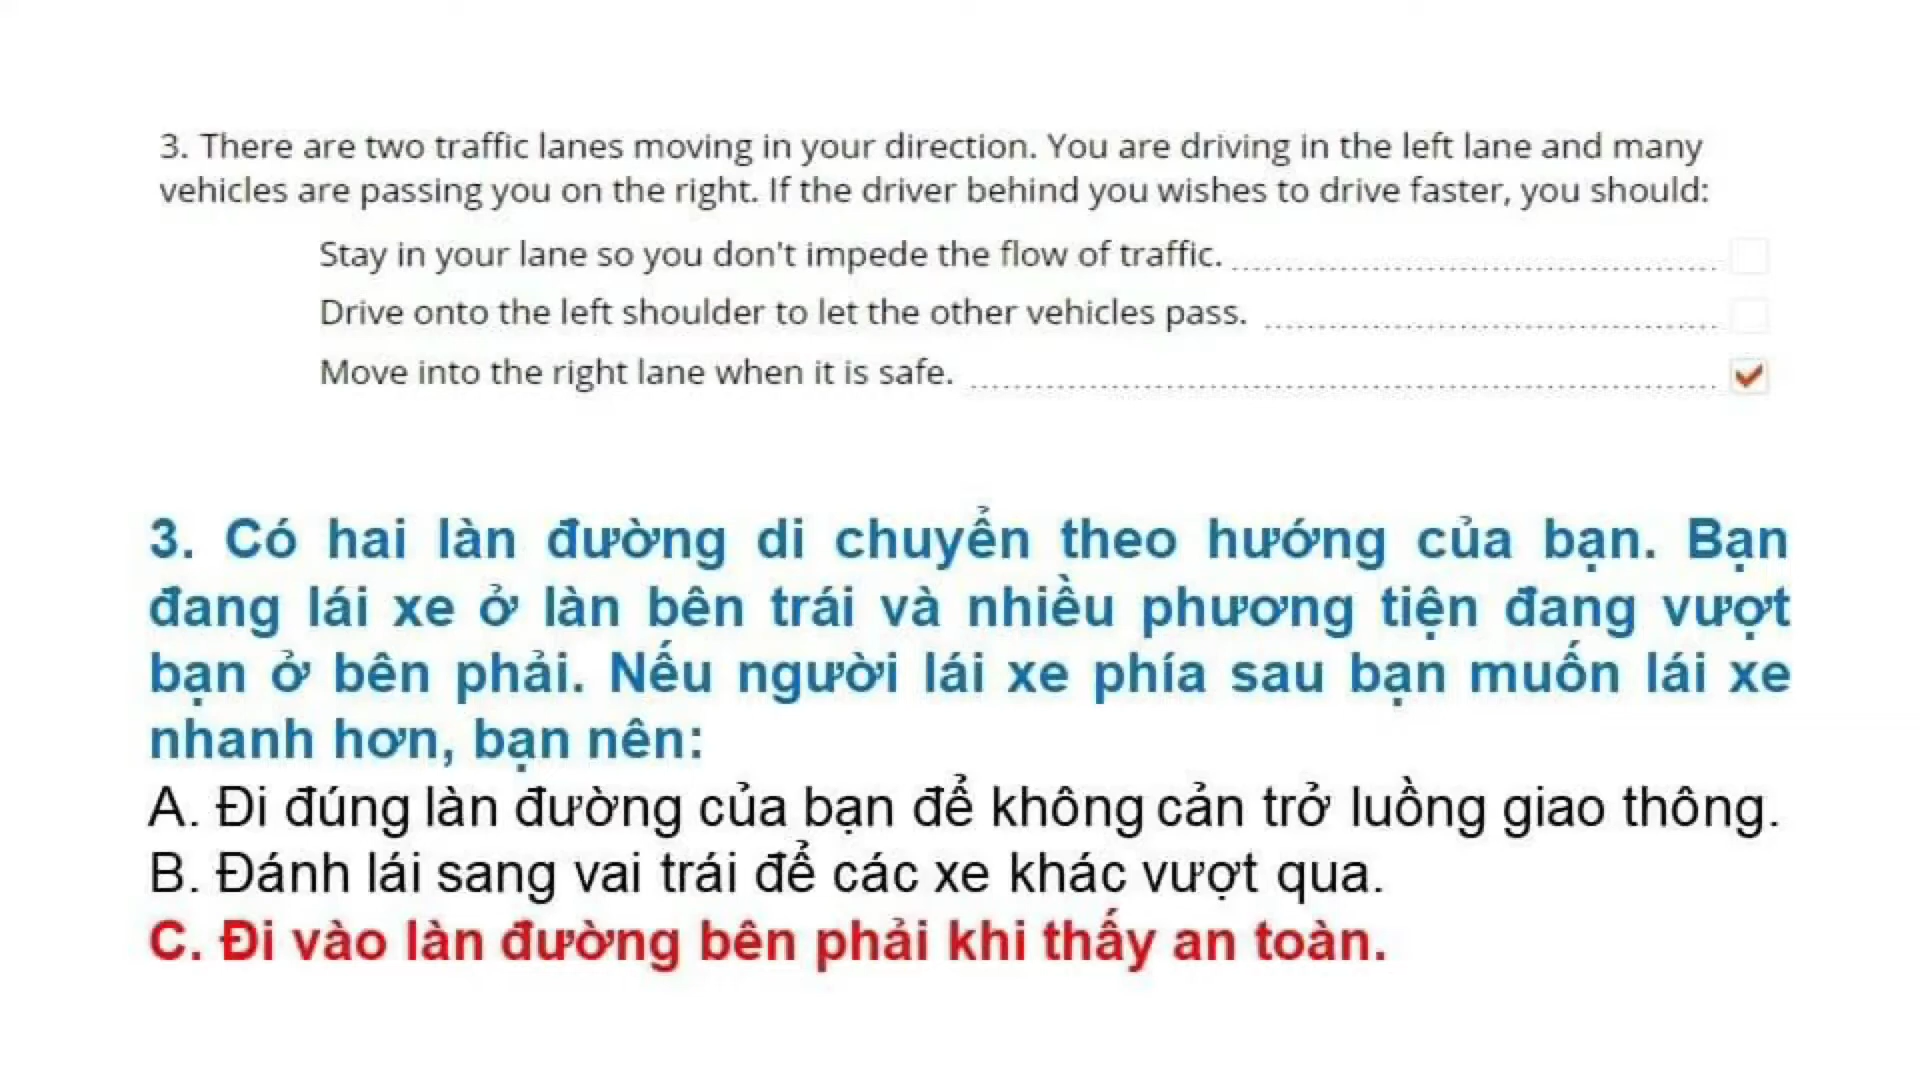 3. There are two traffic lanes moving in your direction. You are driving in the left lane and many
vehicles are passing you on the right. If the driver behind you wishes to drive faster, you should:
Stay in your lane so you don't impede the flow of traffic.
Drive onto the left shoulder to let the other vehicles pass.
Move into the right lane when it is safe.
3. Có hai làn đường di chuyển theo hướng của bạn. Bạn
đang lái xe ở làn bên trái và nhiều phương tiện đang vượt
bạn ở bên phải. Nếu người lái xe phía sau bạn muốn lái xe
nhanh hơn, bạn nên:
A. Đi đúng làn đường của bạn để không cản trở luồng giao thông.
B. Đánh lái sang vai trái để các xe khác vượt qua.
C. Đi vào làn đường bên phải khi thấy an toàn.